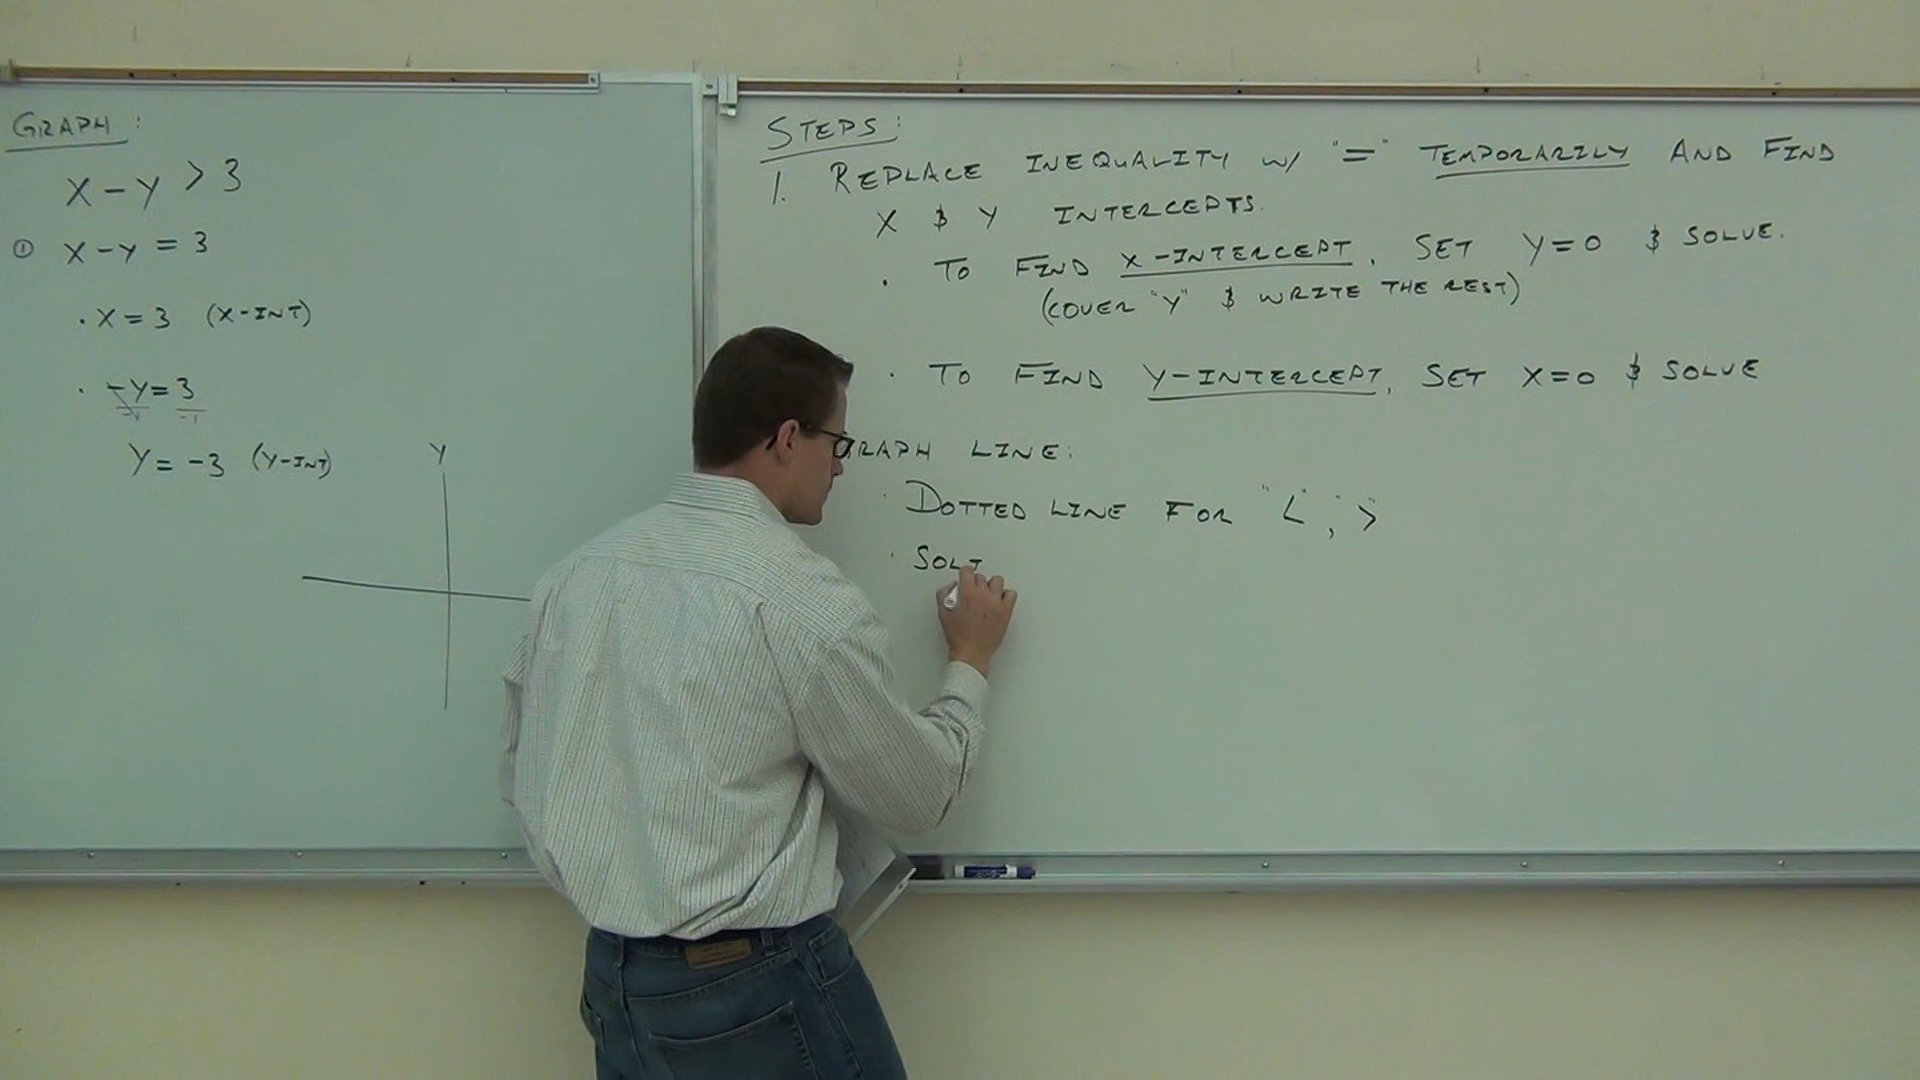 GRAPH:
X-Y > 3
① X-Y = 3
· X = 3 (X-INT)
· -Y = 3
-1 -1
Y = -3 (Y-INT)
Y
STEPS:
1. REPLACE INEQUALITY W/ "=" TEMPORARILY AND FIND
X & Y INTERCEPTS.
· TO FIND X-INTERCEPT, SET Y=0 & SOLVE.
(COVER "Y" & WRITE THE REST)
· TO FIND Y-INTERCEPT, SET X=0 & SOLVE
GRAPH LINE:
· DOTTED LINE FOR "<", ">"
· SOLI